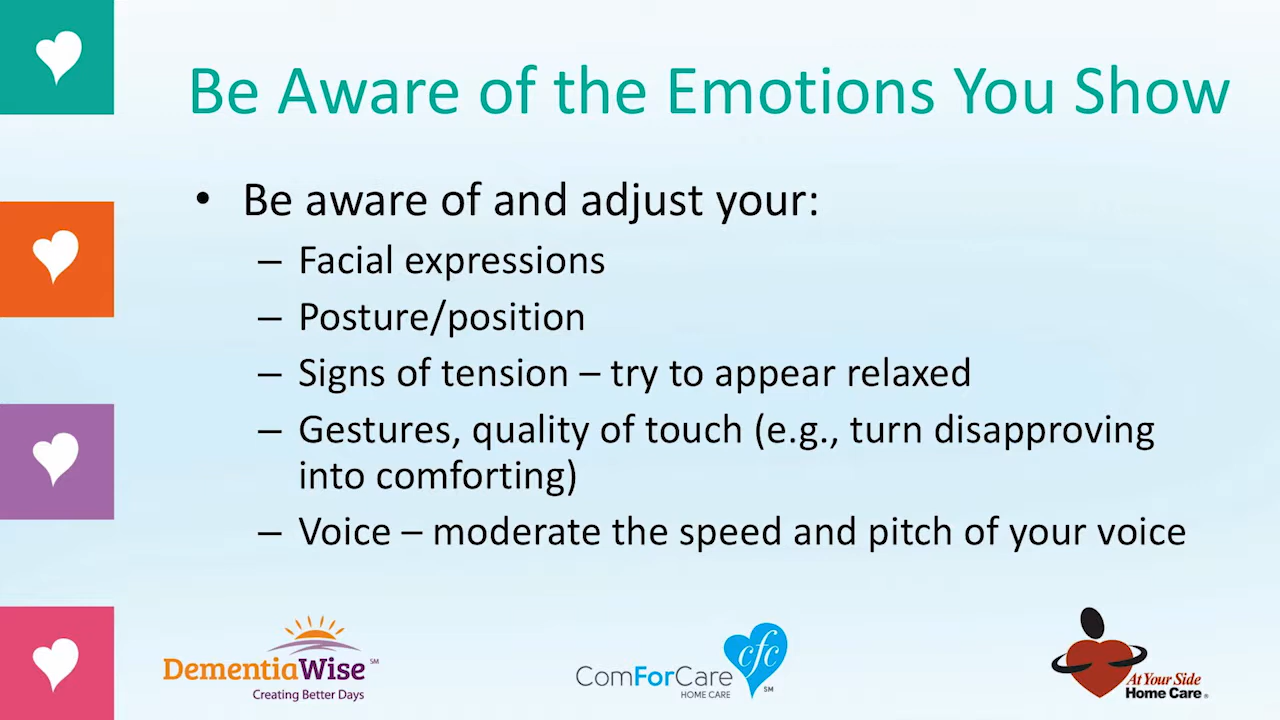 Be Aware of the Emotions You Show
• Be aware of and adjust your:
– Facial expressions
– Posture/position
– Signs of tension – try to appear relaxed
– Gestures, quality of touch (e.g., turn disapproving
into comforting)
– Voice – moderate the speed and pitch of your voice
DementiaWise℠
Creating Better Days
ComForCare
HOME CARE
cfc℠
At Your Side
Home Care®